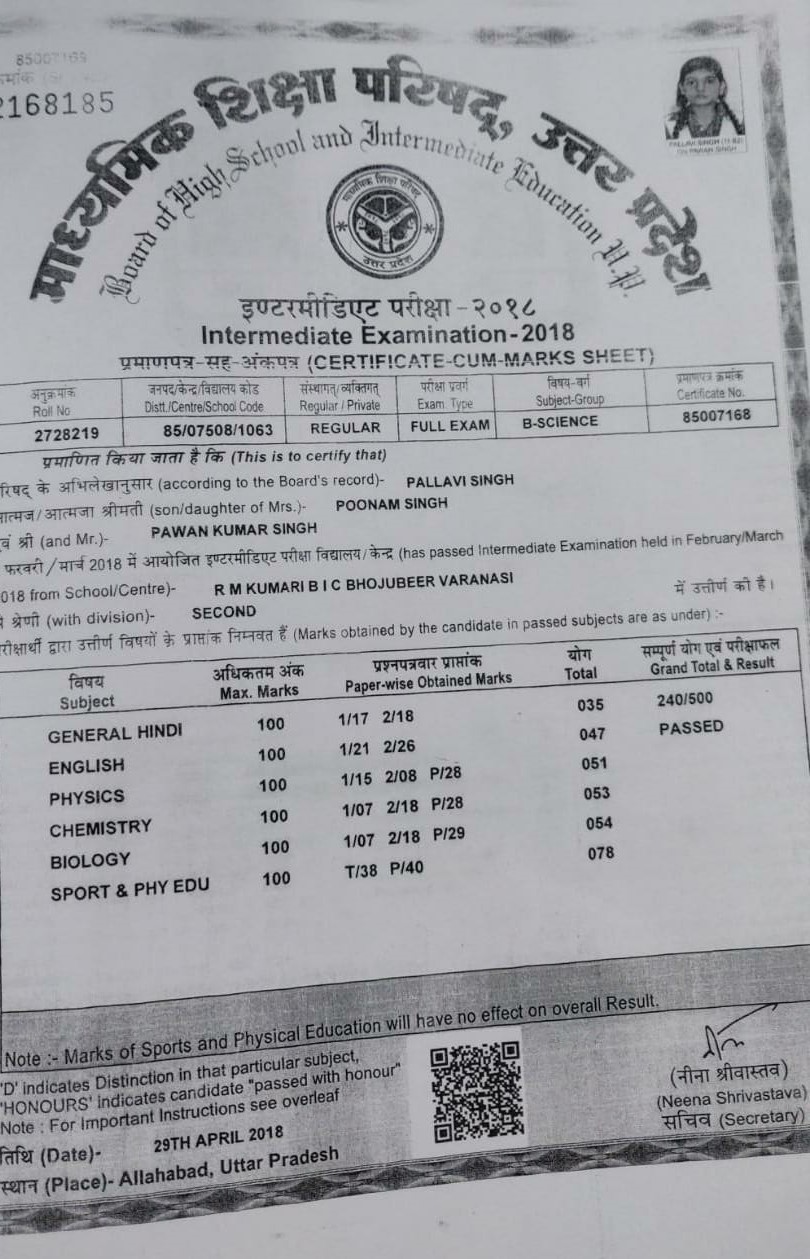 85007169
2168185
माध्यमिक शिक्षा परिषद्, उत्तर प्रदेश
Board of High School and Intermediate Education U.P.
माध्यमिक शिक्षा परिषद
उत्तर प्रदेश
PALLAVI SINGH
PAWAN SINGH
इण्टरमीडिएट परीक्षा - २०१८
Intermediate Examination-2018
प्रमाणपत्र-सह-अंकपत्र (CERTIFICATE-CUM-MARKS SHEET)
अनुक्रमांक जनपद/केन्द्र/विद्यालय कोड संस्थागत/व्यक्तिगत् परीक्षा प्रवर्ग विषय-वर्ग प्रमाणपत्र क्रमांक
Roll No Distt./Centre/School Code Regular / Private Exam. Type Subject-Group Certificate No.
2728219 85/07508/1063 REGULAR FULL EXAM B-SCIENCE 85007168
प्रमाणित किया जाता है कि (This is to certify that)
रिषद् के अभिलेखानुसार (according to the Board's record)- PALLAVI SINGH
त्मज/आत्मजा श्रीमती (son/daughter of Mrs.)- POONAM SINGH
वं श्री (and Mr.)- PAWAN KUMAR SINGH
फरवरी/मार्च 2018 में आयोजित इण्टरमीडिएट परीक्षा विद्यालय/केन्द्र (has passed Intermediate Examination held in February/March
018 from School/Centre)- R M KUMARI B I C BHOJUBEER VARANASI में उत्तीर्ण की है।
श्रेणी (with division)- SECOND
रीक्षार्थी द्वारा उत्तीर्ण विषयों के प्राप्तांक निम्नवत हैं (Marks obtained by the candidate in passed subjects are as under) :-
विषय अधिकतम अंक प्रश्नपत्रवार प्राप्तांक योग सम्पूर्ण योग एवं परीक्षाफल
Subject Max. Marks Paper-wise Obtained Marks Total Grand Total & Result
GENERAL HINDI 100 1/17 2/18 035 240/500
ENGLISH 100 1/21 2/26 047 PASSED
PHYSICS 100 1/15 2/08 P/28 051
CHEMISTRY 100 1/07 2/18 P/28 053
BIOLOGY 100 1/07 2/18 P/29 054
SPORT & PHY EDU 100 T/38 P/40 078
Note :- Marks of Sports and Physical Education will have no effect on overall Result.
'D' indicates Distinction in that particular subject,
'HONOURS' indicates candidate "passed with honour"
Note : For Important Instructions see overleaf
तिथि (Date)- 29TH APRIL 2018
स्थान (Place)- Allahabad, Uttar Pradesh
(नीना श्रीवास्तव)
(Neena Shrivastava)
सचिव (Secretary)